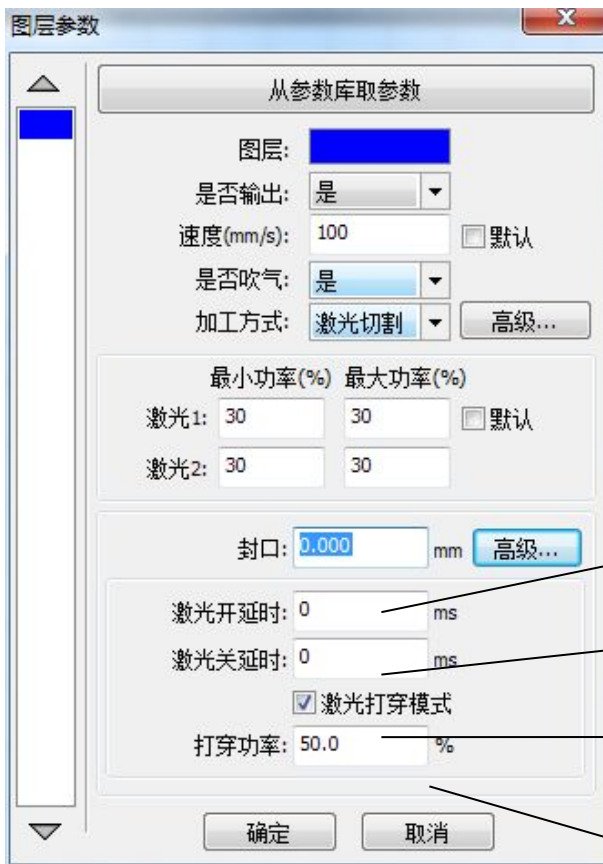 图层参数
从参数库取参数
图层:
是否输出: 是
速度(mm/s): 100 默认
是否吹气: 是
加工方式: 激光切割 高级...
最小功率(%) 最大功率(%)
激光1: 30 30 默认
激光2: 30 30
封口: 0.000 mm 高级...
激光开延时: 0 ms
激光关延时: 0 ms
激光打穿模式
打穿功率: 50.0 %
确定 取消